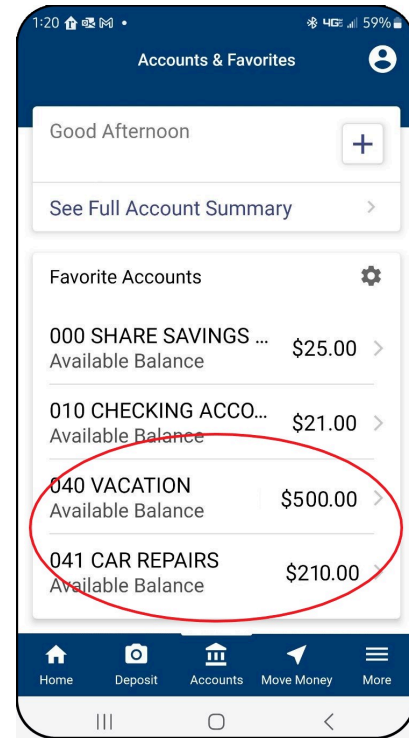 1:20 59%
4GE
Accounts & Favorites
Good Afternoon
+
See Full Account Summary
Favorite Accounts
000 SHARE SAVINGS ... $25.00
Available Balance
010 CHECKING ACCO... $21.00
Available Balance
040 VACATION $500.00
Available Balance
041 CAR REPAIRS $210.00
Available Balance
Home Deposit Accounts Move Money More